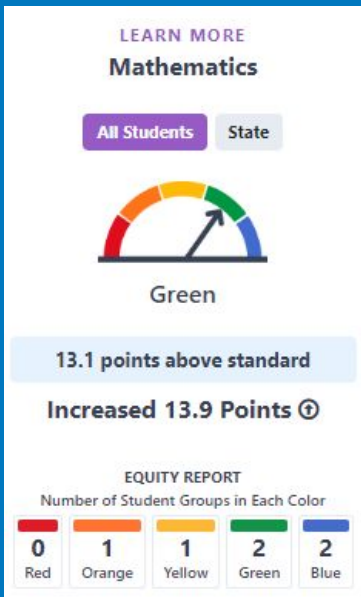 LEARN MORE
Mathematics
All Students State
Green
13.1 points above standard
Increased 13.9 Points
EQUITY REPORT
Number of Student Groups in Each Color
0 1 1 2 2
Red Orange Yellow Green Blue